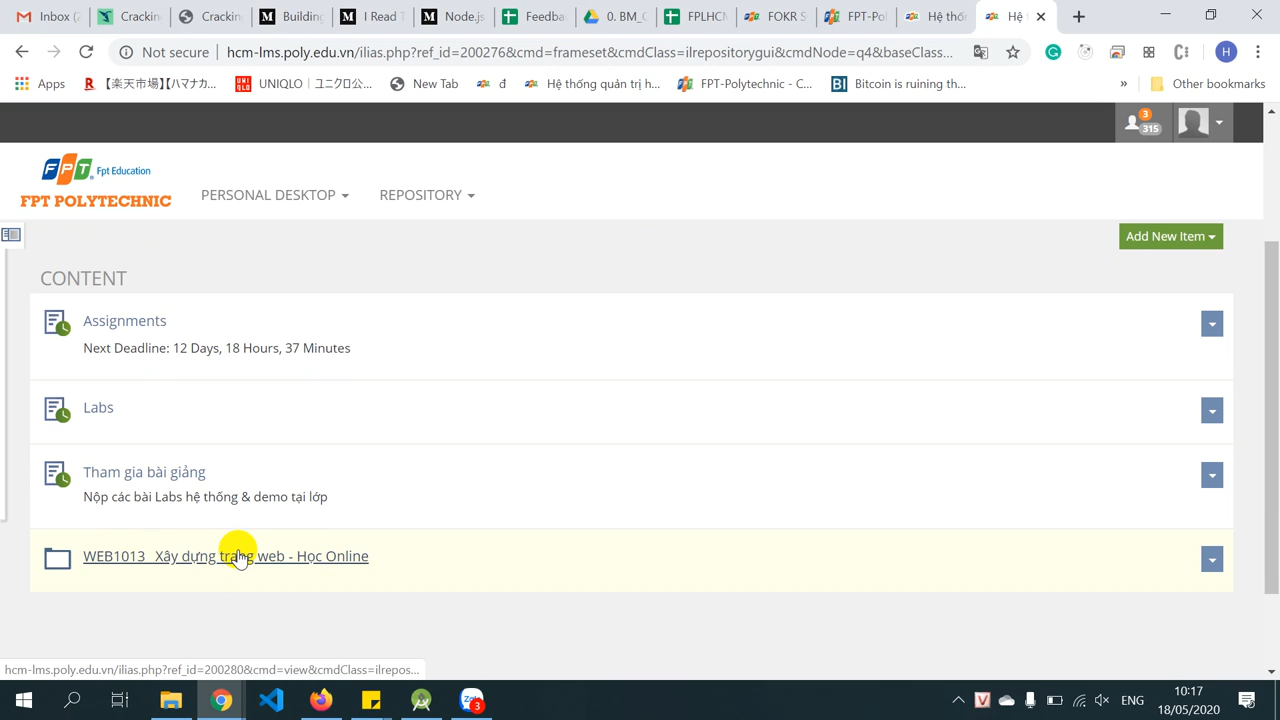 Inbox (2
Crackin
Crackin
Building
I Read T
Node.js
Feedba
0. BM_C
FPLHCM
FOKR S
FPT-Pol
Hệ thố
Hệ t
Not secure
hcm-lms.poly.edu.vn/ilias.php?ref_id=200276&cmd=frameset&cmdClass=ilrepositorygui&cmdNode=q4&baseClass...
H
Apps
【楽天市場】【ハマナカ...
UNIQLO｜ユニクロ公...
New Tab
đ
Hệ thống quản trị h...
FPT-Polytechnic - C...
Bitcoin is ruining th...
»
Other bookmarks
3
315
FPT Fpt Education
FPT POLYTECHNIC
PERSONAL DESKTOP
REPOSITORY
Add New Item
CONTENT
Assignments
Next Deadline: 12 Days, 18 Hours, 37 Minutes
Labs
Tham gia bài giảng
Nộp các bài Labs hệ thống & demo tại lớp
WEB1013_Xây dựng trang web - Học Online
hcm-lms.poly.edu.vn/ilias.php?ref_id=200280&cmd=view&cmdClass=ilrepos...
3
ENG
10:17
18/05/2020